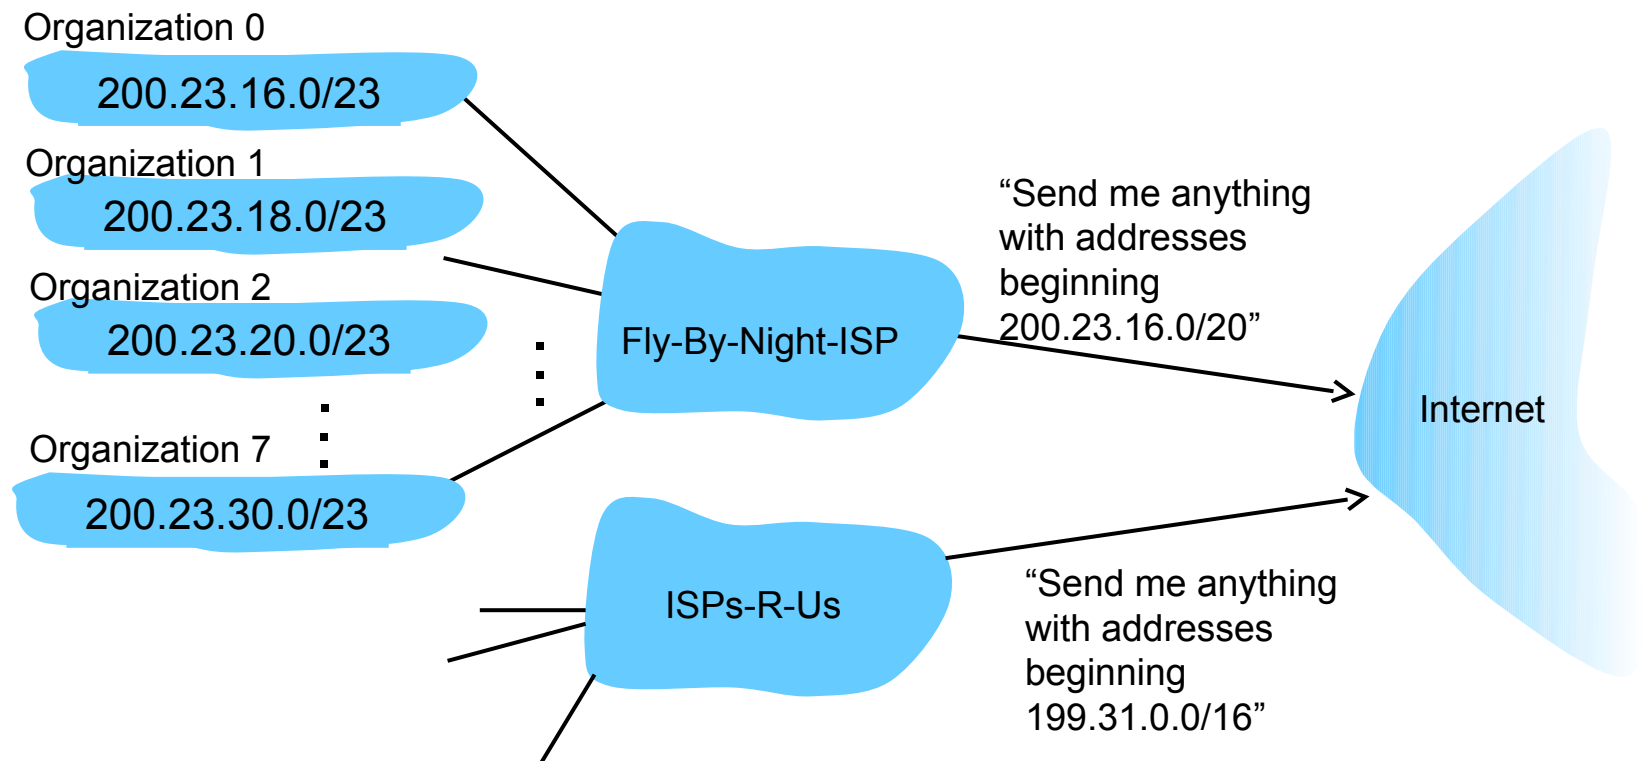 Organization 0
200.23.16.0/23
Organization 1
200.23.18.0/23
Organization 2
200.23.20.0/23
Organization 7
200.23.30.0/23
Fly-By-Night-ISP
“Send me anything
with addresses
beginning
200.23.16.0/20”
Internet
ISPs-R-Us
“Send me anything
with addresses
beginning
199.31.0.0/16”